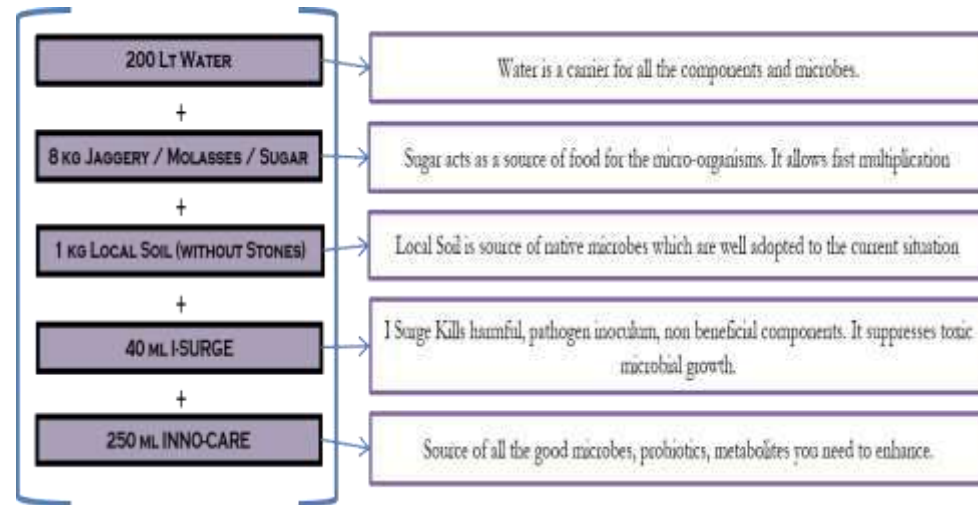 200 LT WATER
Water is a carrier for all the components and microbes.
+
8 KG JAGGERY / MOLASSES / SUGAR
Sugar acts as a source of food for the micro-organisms. It allows fast multiplication
+
1 KG LOCAL SOIL (WITHOUT STONES)
Local Soil is source of native microbes which are well adopted to the current situation
+
40 ML I-SURGE
I Surge Kills harmful, pathogen inoculum, non beneficial components. It suppresses toxic
microbial growth.
+
250 ML INNO-CARE
Source of all the good microbes, probiotics, metabolites you need to enhance.